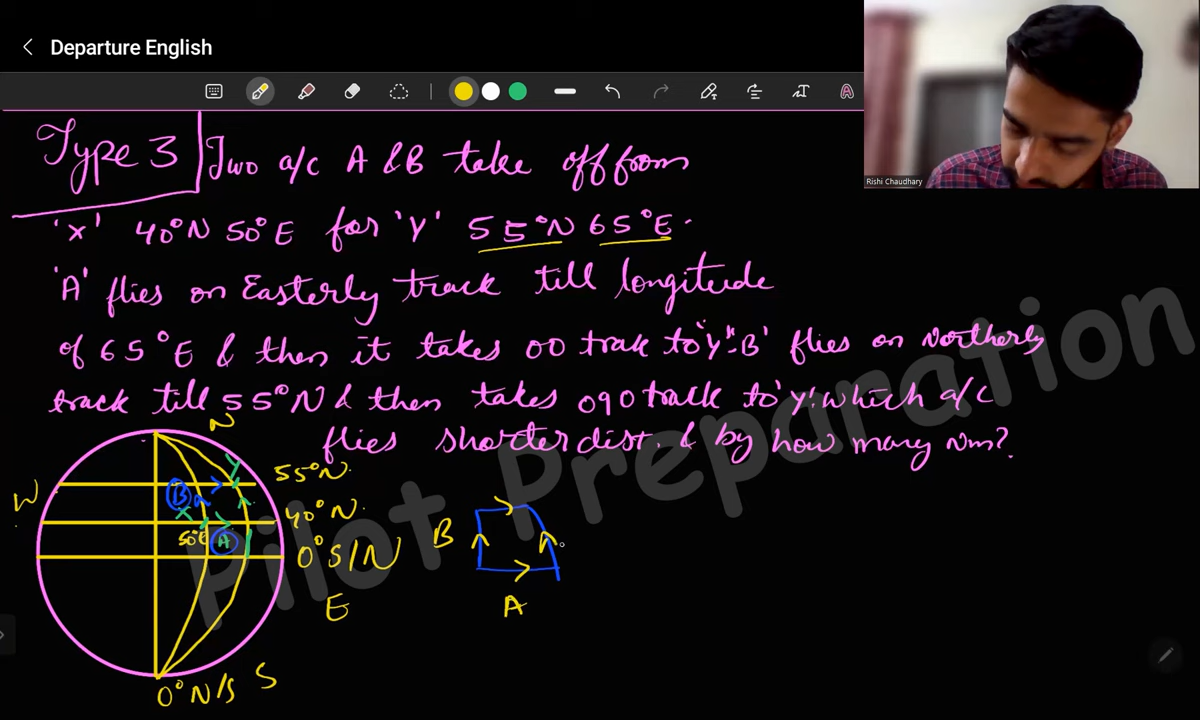 Departure English
Rishi Chaudhary
Type 3 Two a/c A & B take off from
'X' 40°N 50°E for 'Y' 55°N 65°E.
'A' flies on Easterly track till longitude
of 65°E & then it takes 00 trak to 'Y'. 'B' flies on Northerly
track till 55°N & then takes 090 track to 'Y'. Which a/c
flies shorter dist. & by how many Nm?
N
55°N.
W
Y
B
X
40°N.
50°E
A
0° S/N
E
0° N/S
S
B
A
Pilot Preparation